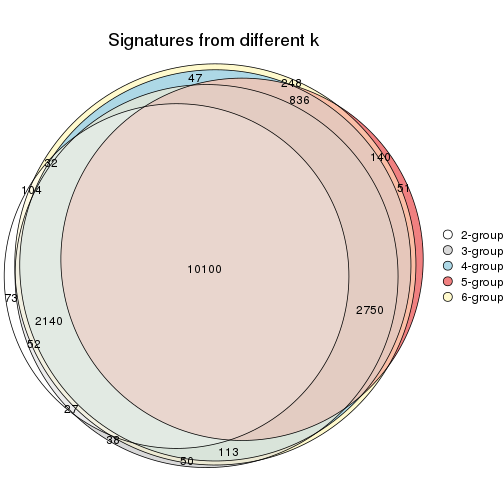 Signatures from different k
47
248
836
140
32
104
51
10100
2-group
3-group
4-group
5-group
6-group
73
2140
2750
52
27
38
113
50